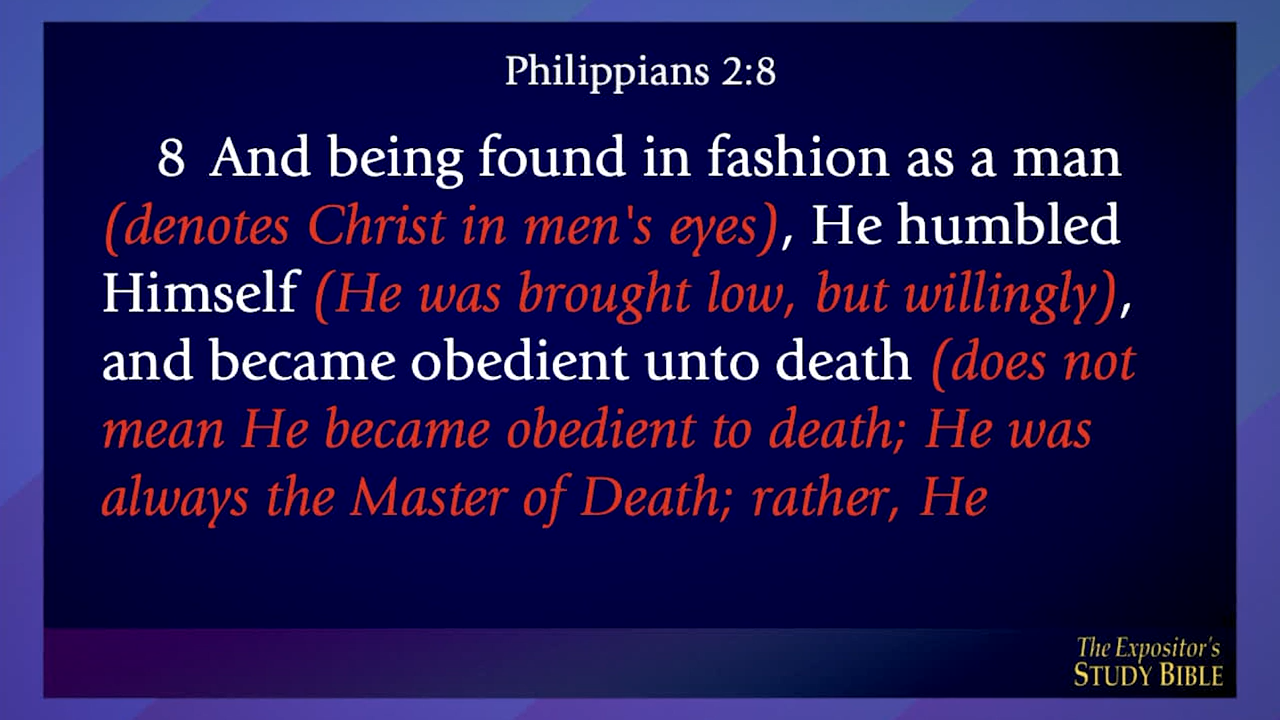 Philippians 2:8
8 And being found in fashion as a man
(denotes Christ in men's eyes), He humbled
Himself (He was brought low, but willingly),
and became obedient unto death (does not
mean He became obedient to death; He was
always the Master of Death; rather, He
The Expositor's
STUDY BIBLE